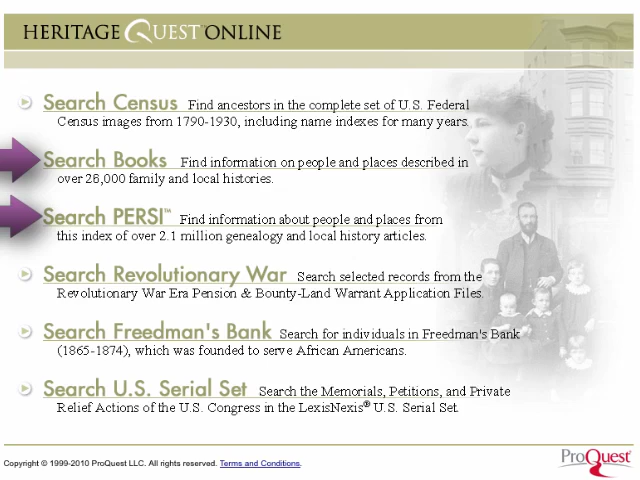 HERITAGE QUEST™ ONLINE
Search Census Find ancestors in the complete set of U.S. Federal
Census images from 1790-1930, including name indexes for many years.
Search Books Find information on people and places described in
over 28,000 family and local histories.
Search PERSI™ Find information about people and places from
this index of over 2.1 million genealogy and local history articles.
Search Revolutionary War Search selected records from the
Revolutionary War Era Pension & Bounty-Land Warrant Application Files.
Search Freedman's Bank Search for individuals in Freedman's Bank
(1865-1874), which was founded to serve African Americans.
Search U.S. Serial Set Search the Memorials, Petitions, and Private
Relief Actions of the U.S. Congress in the LexisNexis® U.S. Serial Set.
Copyright © 1999-2010 ProQuest LLC. All rights reserved. Terms and Conditions.
ProQuest